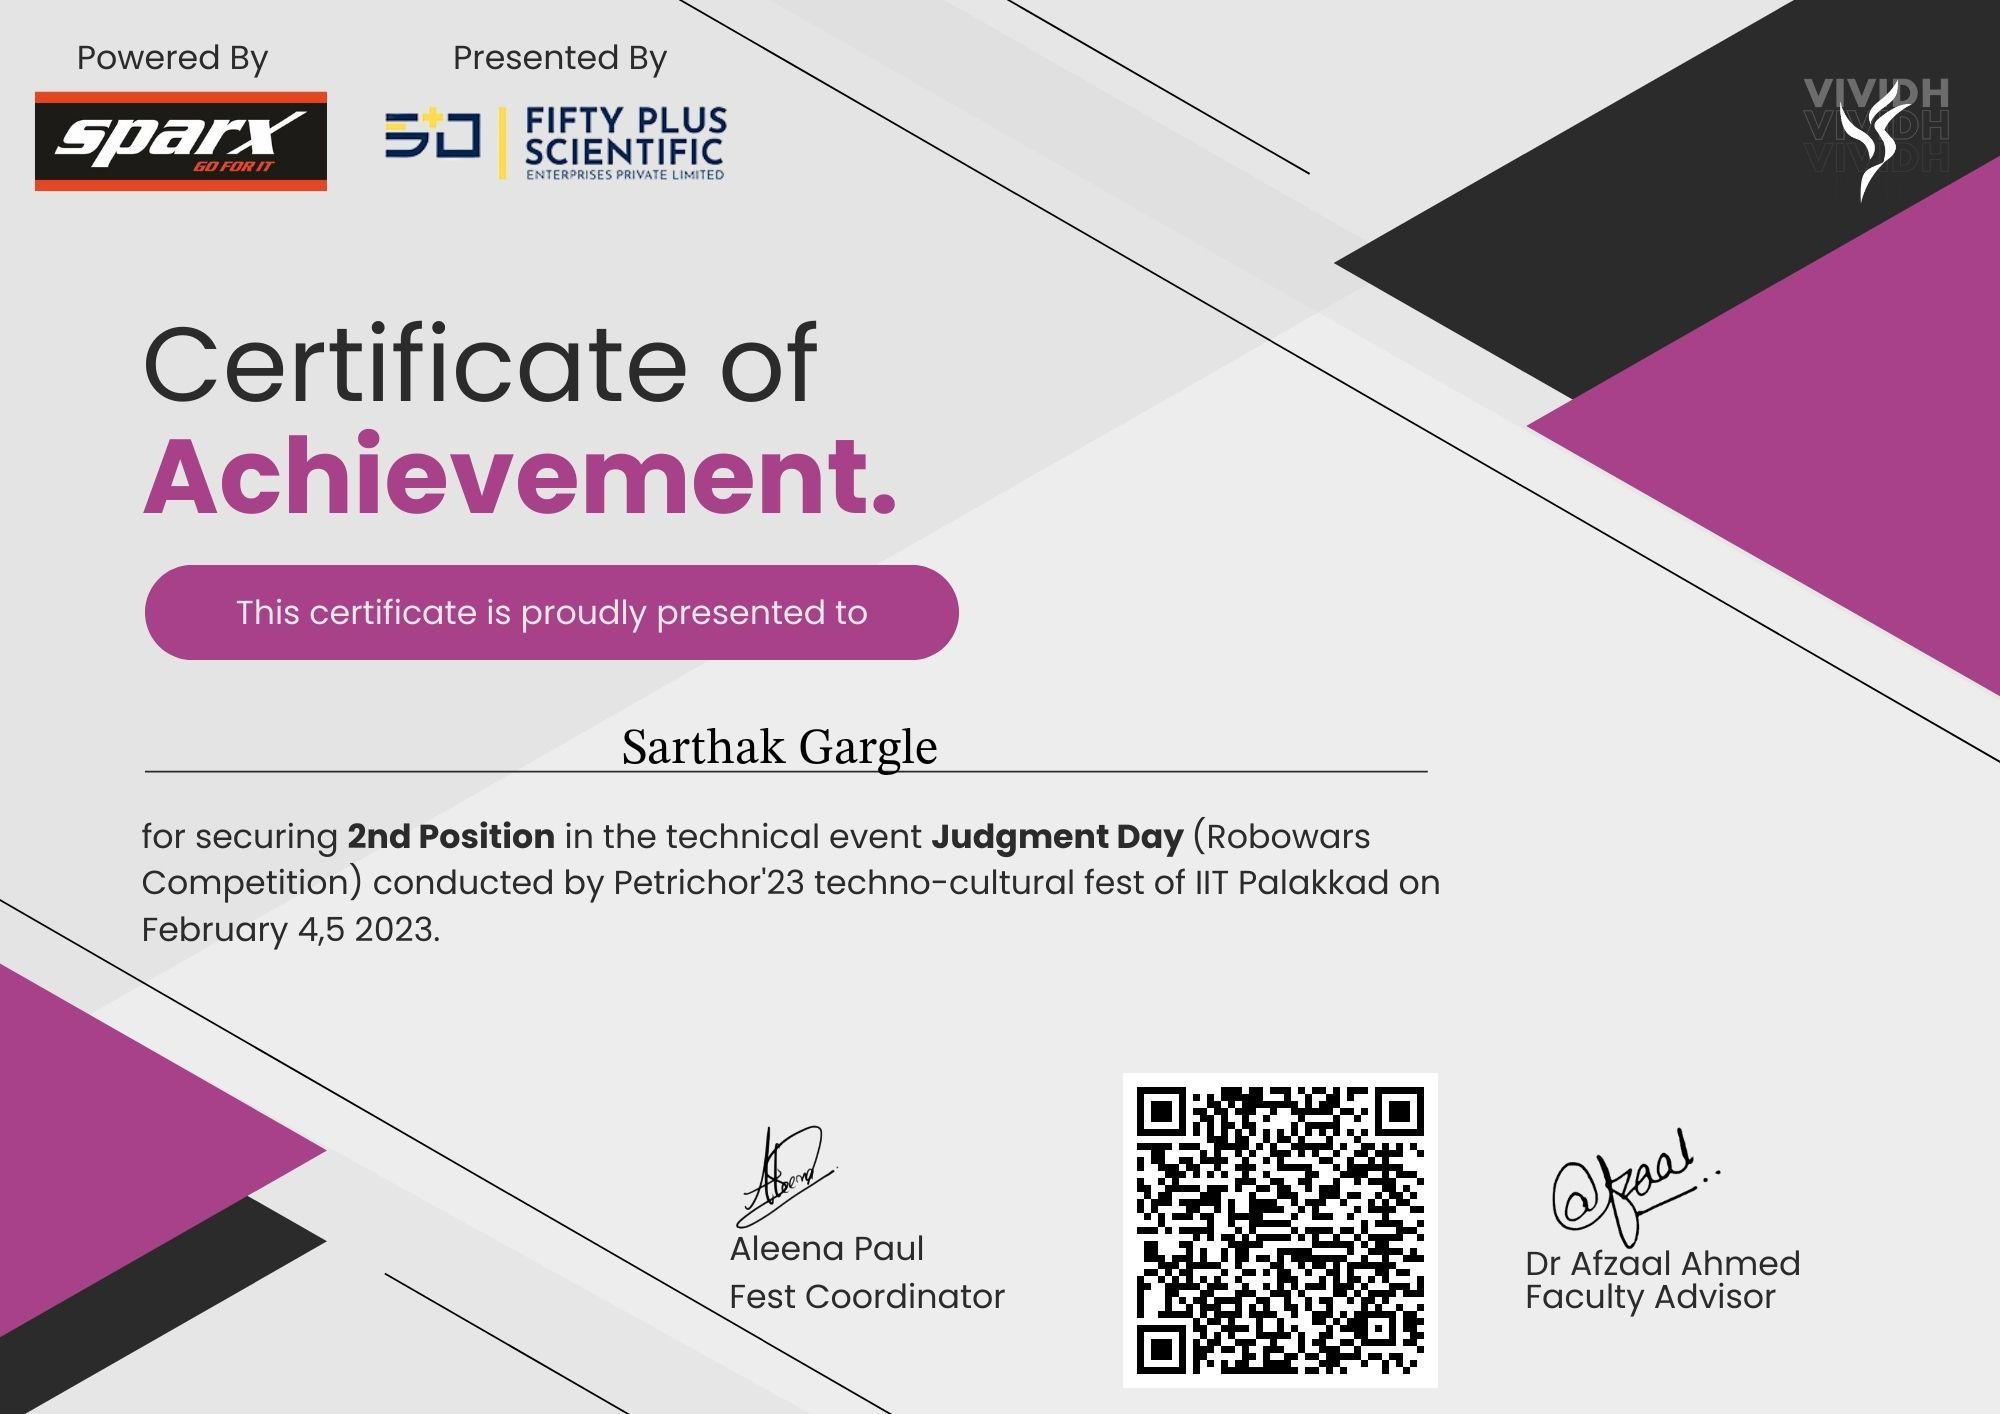 Powered By
sparx
GO FOR IT
Presented By
50
FIFTY PLUS
SCIENTIFIC
ENTERPRISES PRIVATE LIMITED
VIVIDH
VIVIDH
VIVIDH
Certificate of
Achievement.
This certificate is proudly presented to
Sarthak Gargle
for securing 2nd Position in the technical event Judgment Day (Robowars
Competition) conducted by Petrichor'23 techno-cultural fest of IIT Palakkad on
February 4,5 2023.
Aleena
Aleena Paul
Fest Coordinator
@fzaal..
Dr Afzaal Ahmed
Faculty Advisor